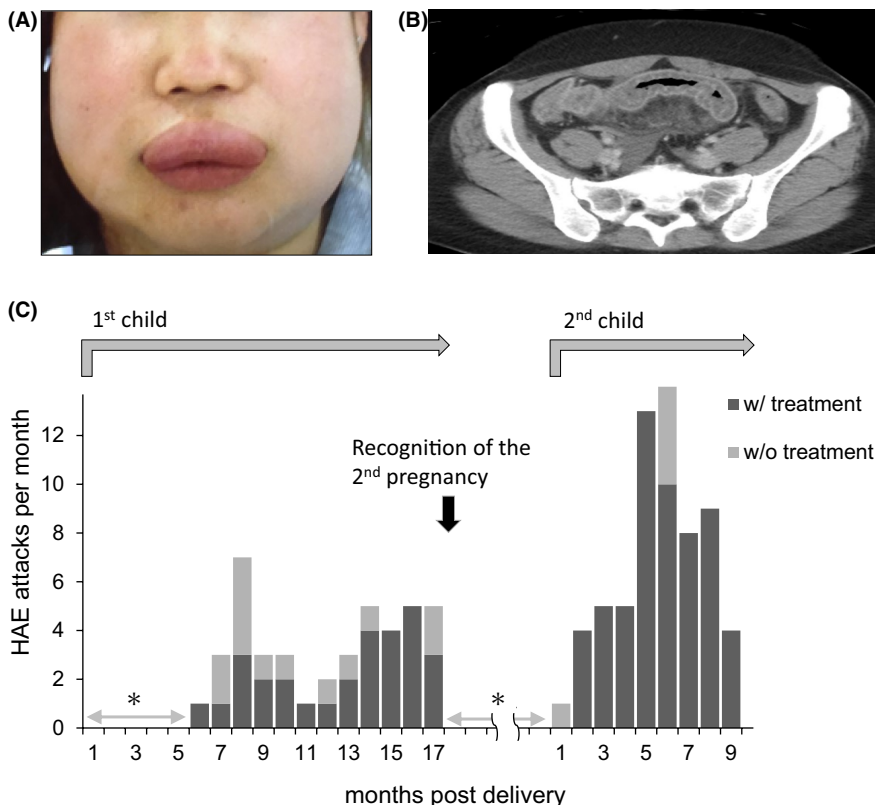 (A)
(B)
(C)
1st child
2nd child
w/ treatment
w/o treatment
Recognition of the
2nd pregnancy
HAE attacks per month
12
10
8
6
4
2
0
*
*
1 3 5 7 9 11 13 15 17 1 3 5 7 9
months post delivery